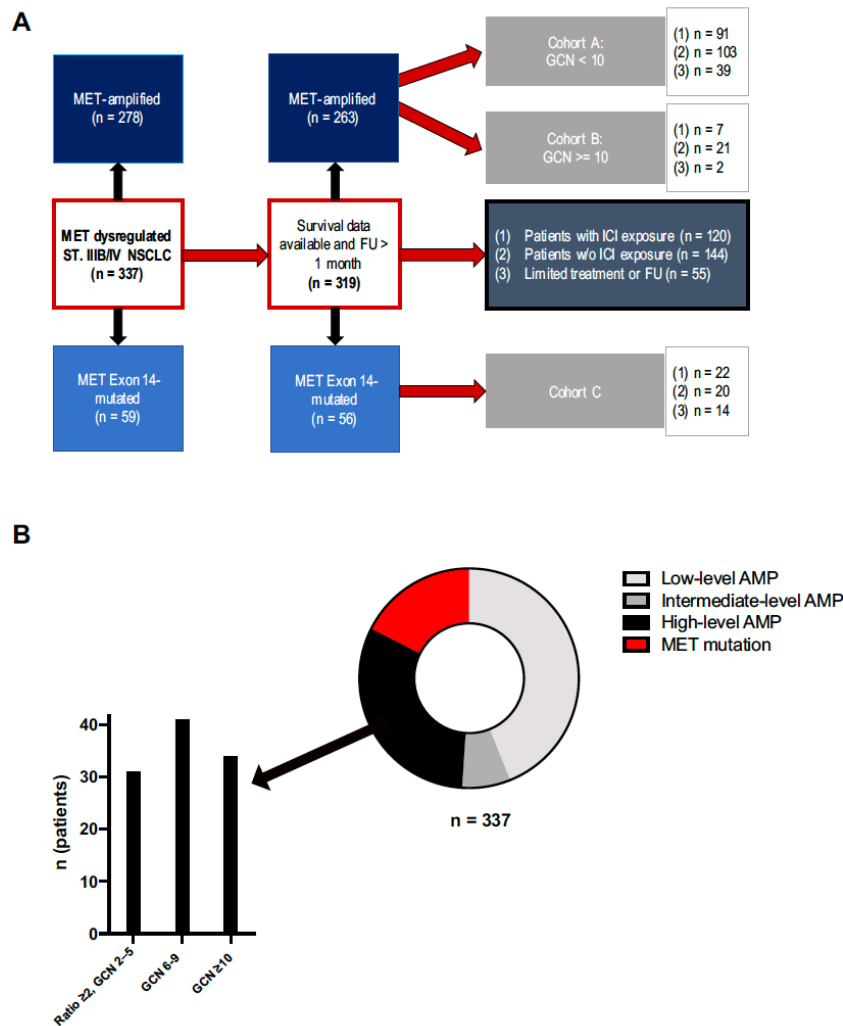 A
MET-amplified
(n = 278)
MET-amplified
(n = 263)
Cohort A:
GCN < 10
(1) n = 91
(2) n = 103
(3) n = 39
Cohort B:
GCN >= 10
(1) n = 7
(2) n = 21
(3) n = 2
MET dysregulated
ST. IIIB/IV NSCLC
(n = 337)
Survival data
available and FU >
1 month
(n = 319)
(1) Patients with ICI exposure (n = 120)
(2) Patients w/o ICI exposure (n = 144)
(3) Limited treatment or FU (n = 55)
MET Exon 14-
mutated
(n = 59)
MET Exon 14-
mutated
(n = 56)
Cohort C
(1) n = 22
(2) n = 20
(3) n = 14
B
Low-level AMP
Intermediate-level AMP
High-level AMP
MET mutation
n = 337
n (patients)
40
30
20
10
0
Ratio ≥2, GCN 2–5
GCN 6-9
GCN ≥10